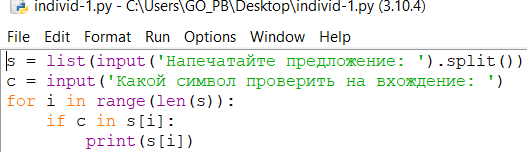 individ-1.py - C:\Users\GO_PB\Desktop\individ-1.py (3.10.4)
File Edit Format Run Options Window Help
s = list(input('Напечатайте предложение: ').split())
c = input('Какой символ проверить на вхождение: ')
for i in range(len(s)):
    if c in s[i]:
        print(s[i])